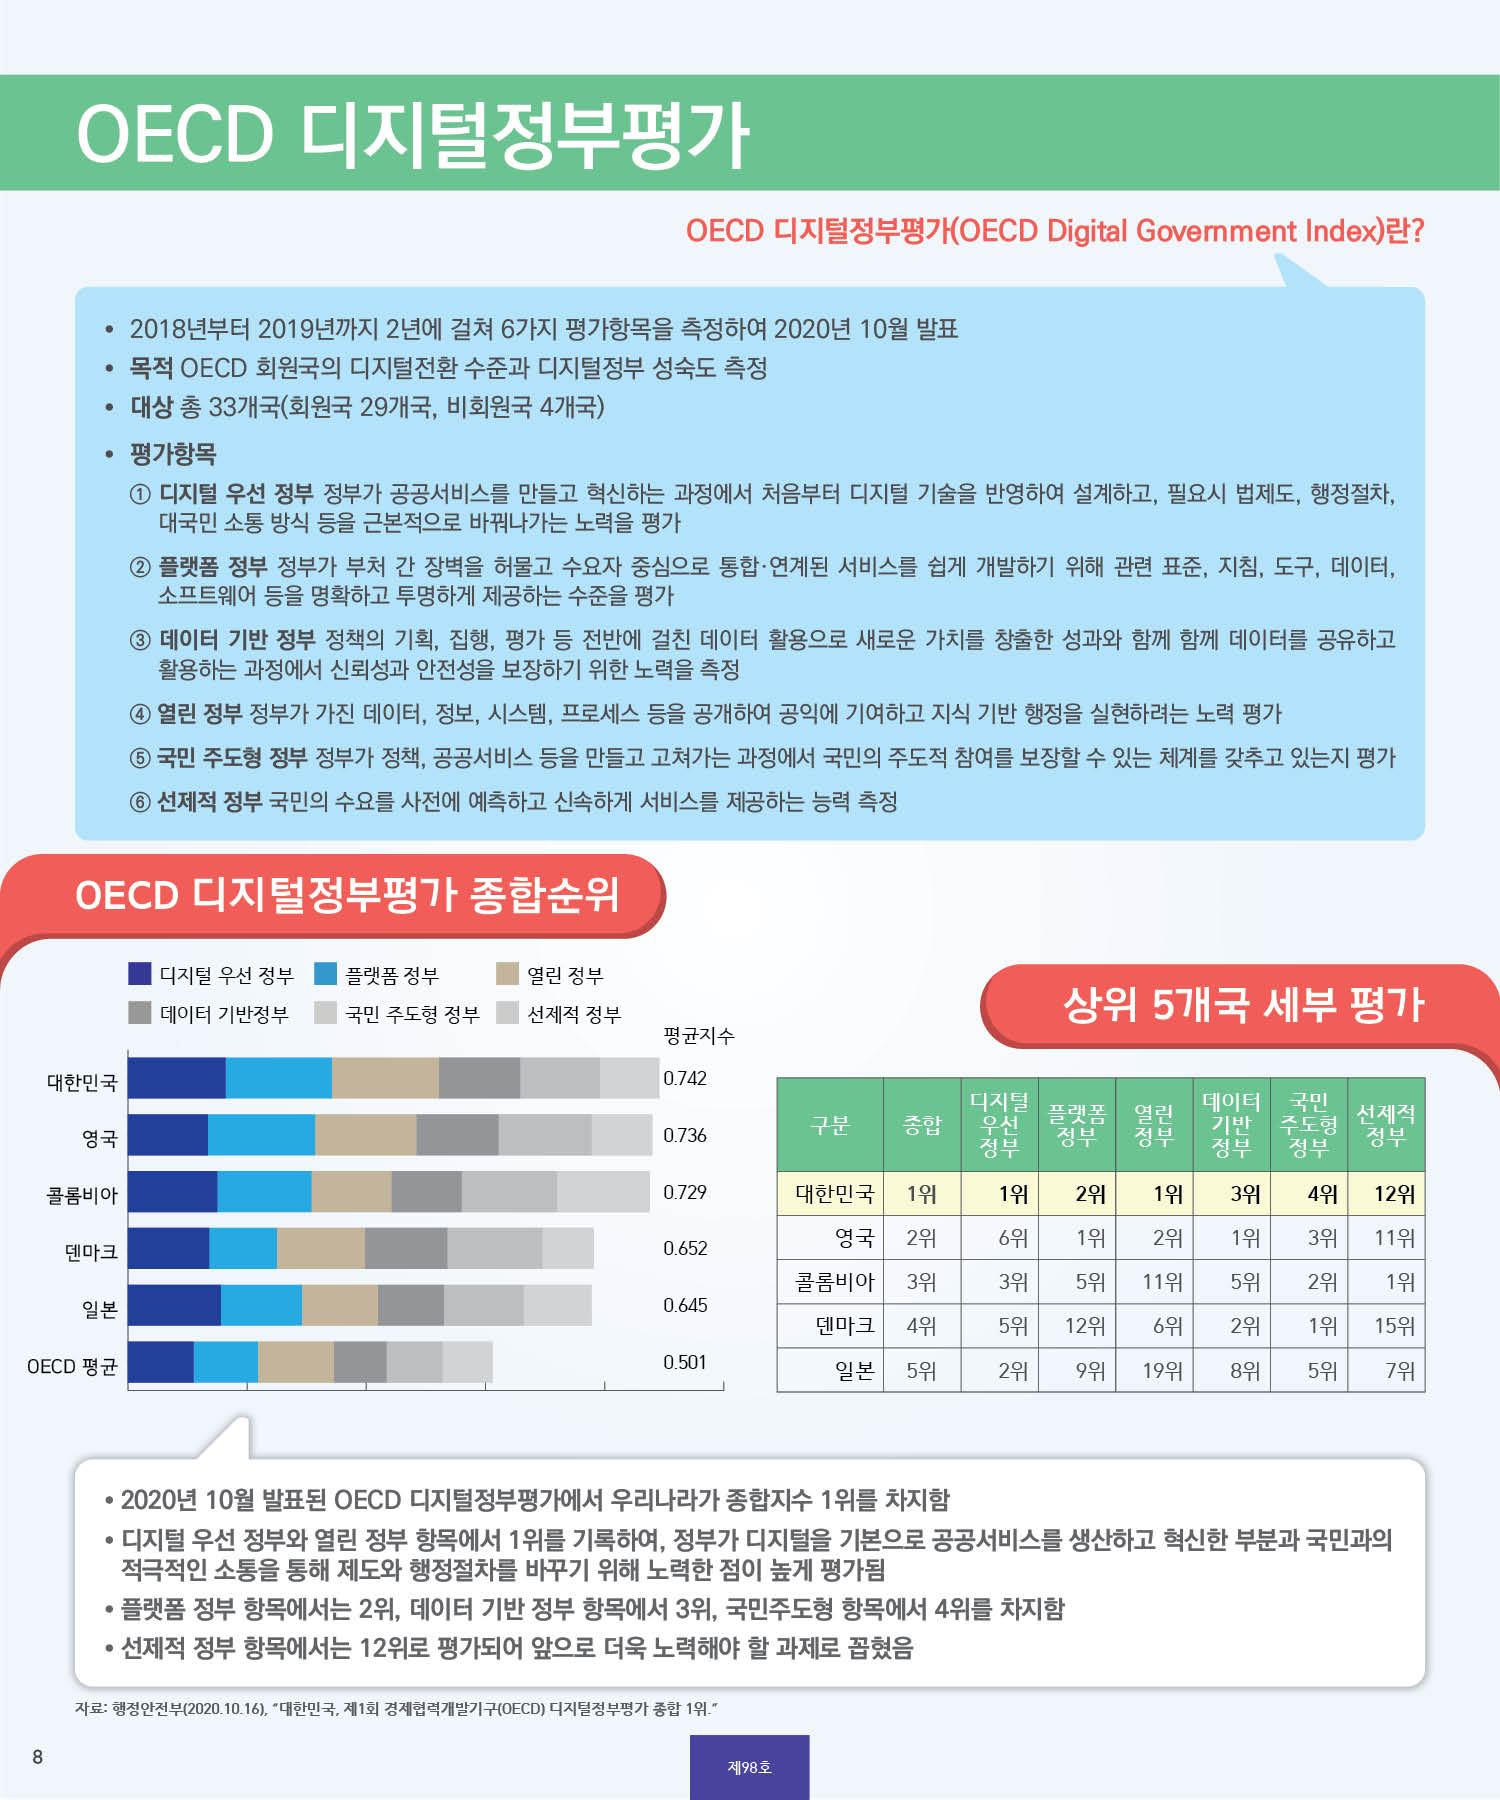 OECD 디지털정부평가
OECD 디지털정부평가(OECD Digital Government Index)란?
• 2018년부터 2019년까지 2년에 걸쳐 6가지 평가항목을 측정하여 2020년 10월 발표
• 목적 OECD 회원국의 디지털전환 수준과 디지털정부 성숙도 측정
• 대상 총 33개국(회원국 29개국, 비회원국 4개국)
• 평가항목
① 디지털 우선 정부 정부가 공공서비스를 만들고 혁신하는 과정에서 처음부터 디지털 기술을 반영하여 설계하고, 필요시 법제도, 행정절차,
대국민 소통 방식 등을 근본적으로 바꿔나가는 노력을 평가
② 플랫폼 정부 정부가 부처 간 장벽을 허물고 수요자 중심으로 통합·연계된 서비스를 쉽게 개발하기 위해 관련 표준, 지침, 도구, 데이터,
소프트웨어 등을 명확하고 투명하게 제공하는 수준을 평가
③ 데이터 기반 정부 정책의 기획, 집행, 평가 등 전반에 걸친 데이터 활용으로 새로운 가치를 창출한 성과와 함께 함께 데이터를 공유하고
활용하는 과정에서 신뢰성과 안전성을 보장하기 위한 노력을 측정
④ 열린 정부 정부가 가진 데이터, 정보, 시스템, 프로세스 등을 공개하여 공익에 기여하고 지식 기반 행정을 실현하려는 노력 평가
⑤ 국민 주도형 정부 정부가 정책, 공공서비스 등을 만들고 고쳐가는 과정에서 국민의 주도적 참여를 보장할 수 있는 체계를 갖추고 있는지 평가
⑥ 선제적 정부 국민의 수요를 사전에 예측하고 신속하게 서비스를 제공하는 능력 측정
OECD 디지털정부평가 종합순위
디지털 우선 정부 플랫폼 정부 열린 정부
데이터 기반정부 국민 주도형 정부 선제적 정부
평균지수
대한민국 0.742
영국 0.736
콜롬비아 0.729
덴마크 0.652
일본 0.645
OECD 평균 0.501
상위 5개국 세부 평가
구분 종합 디지털 우선 정부 플랫폼 정부 열린 정부 데이터 기반 정부 국민 주도형 정부 선제적 정부
대한민국 1위 1위 2위 1위 3위 4위 12위
영국 2위 6위 1위 2위 1위 3위 11위
콜롬비아 3위 3위 5위 11위 5위 2위 1위
덴마크 4위 5위 12위 6위 2위 1위 15위
일본 5위 2위 9위 19위 8위 5위 7위
• 2020년 10월 발표된 OECD 디지털정부평가에서 우리나라가 종합지수 1위를 차지함
• 디지털 우선 정부와 열린 정부 항목에서 1위를 기록하여, 정부가 디지털을 기본으로 공공서비스를 생산하고 혁신한 부분과 국민과의
적극적인 소통을 통해 제도와 행정절차를 바꾸기 위해 노력한 점이 높게 평가됨
• 플랫폼 정부 항목에서는 2위, 데이터 기반 정부 항목에서 3위, 국민주도형 항목에서 4위를 차지함
• 선제적 정부 항목에서는 12위로 평가되어 앞으로 더욱 노력해야 할 과제로 꼽혔음
자료: 행정안전부(2020.10.16), “대한민국, 제1회 경제협력개발기구(OECD) 디지털정부평가 종합 1위.”
8
제98호